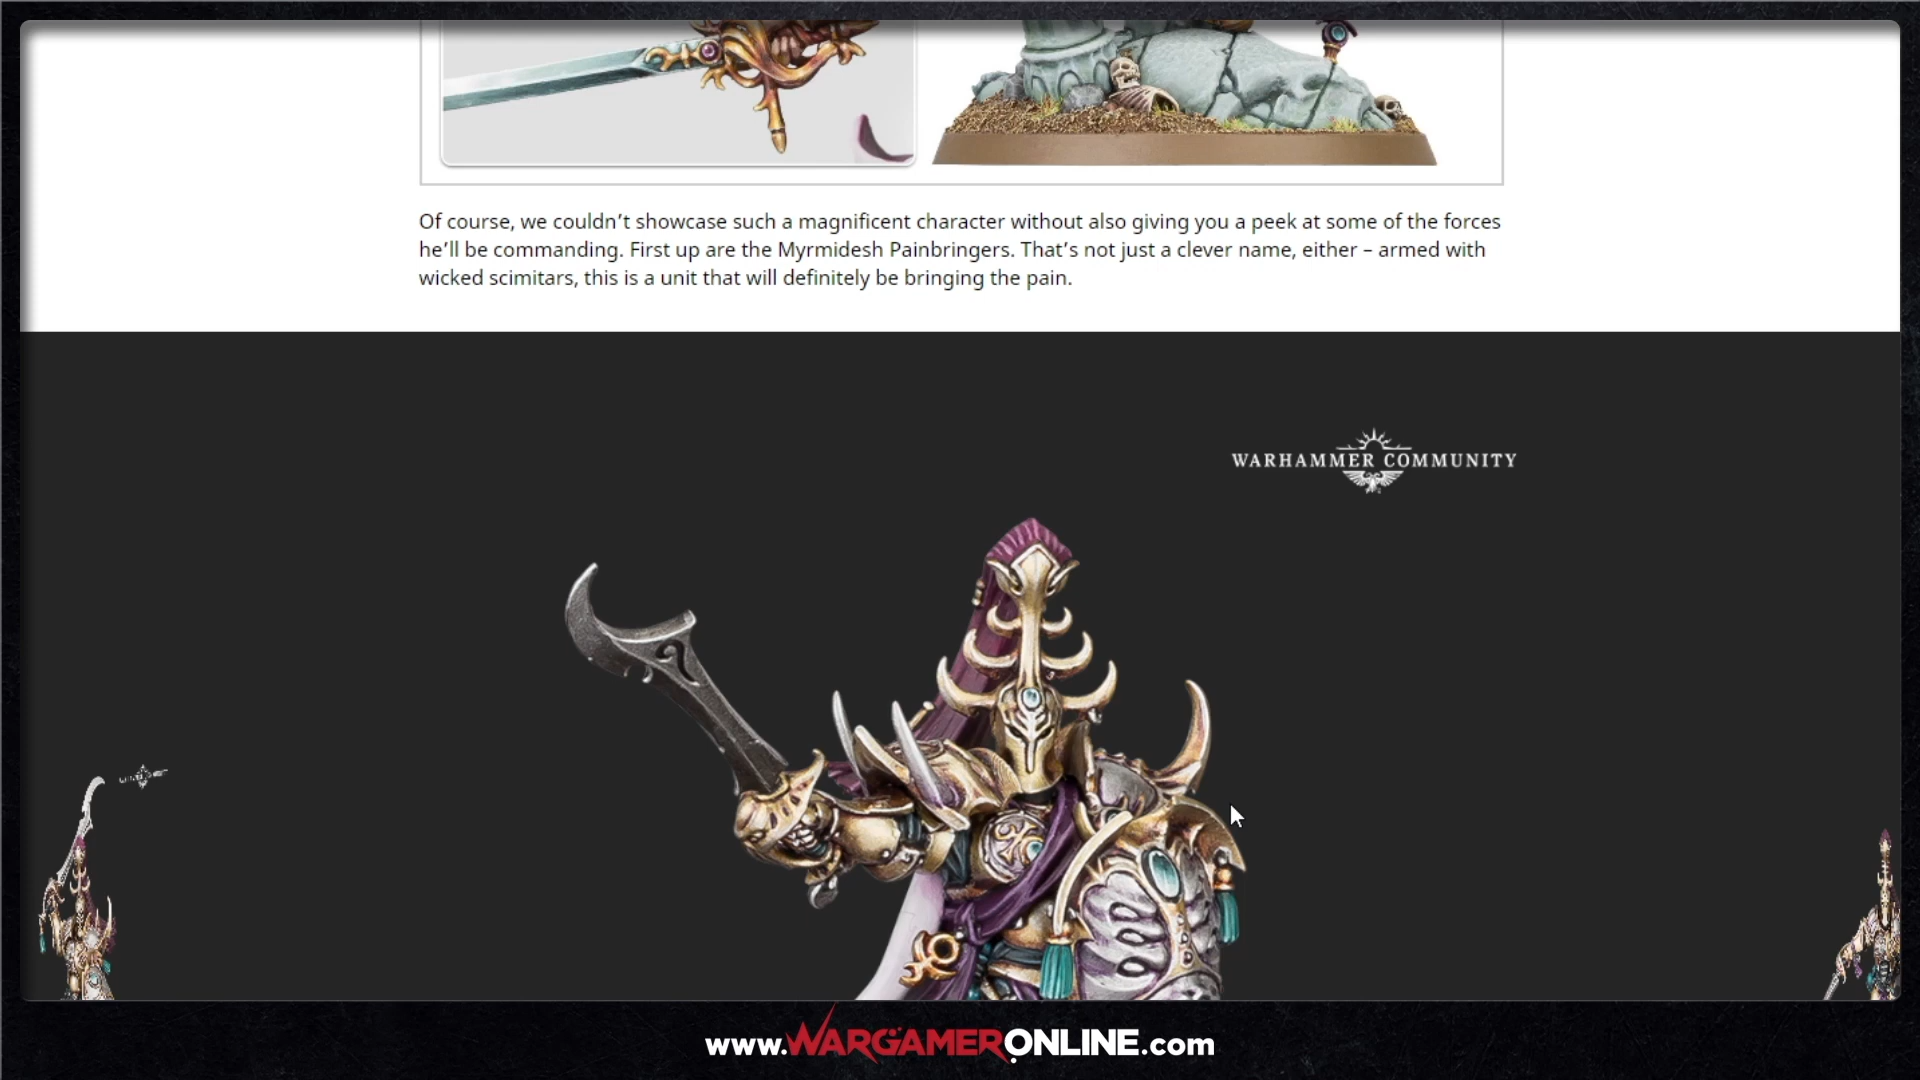 Of course, we couldn’t showcase such a magnificent character without also giving you a peek at some of the forces
he’ll be commanding. First up are the Myrmidesh Painbringers. That’s not just a clever name, either – armed with
wicked scimitars, this is a unit that will definitely be bringing the pain.
WARHAMMER COMMUNITY
www.WARGAMERONLINE.com